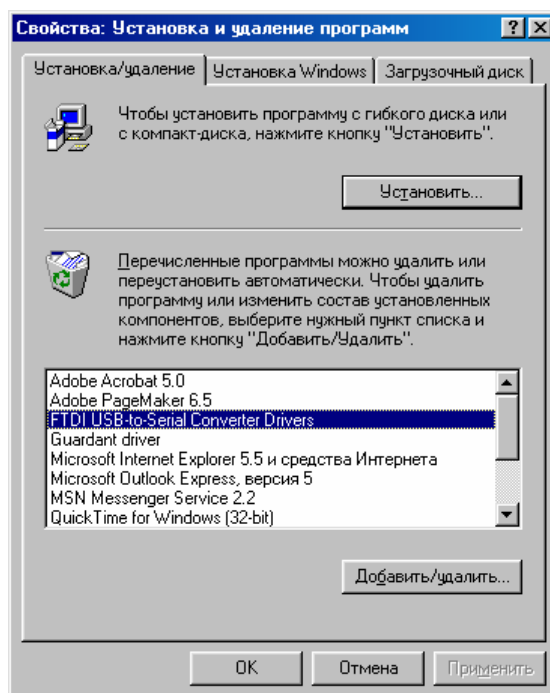 Свойства: Установка и удаление программ
Установка/удаление Установка Windows Загрузочный диск
Чтобы установить программу с гибкого диска или
с компакт-диска, нажмите кнопку "Установить".
Установить...
Перечисленные программы можно удалить или
переустановить автоматически. Чтобы удалить
программу или изменить состав установленных
компонентов, выберите нужный пункт списка и
нажмите кнопку "Добавить/Удалить".
Adobe Acrobat 5.0
Adobe PageMaker 6.5
FTDI USB-to-Serial Converter Drivers
Guardant driver
Microsoft Internet Explorer 5.5 и средства Интернета
Microsoft Outlook Express, версия 5
MSN Messenger Service 2.2
QuickTime for Windows (32-bit)
Добавить/удалить...
OK Отмена Применить